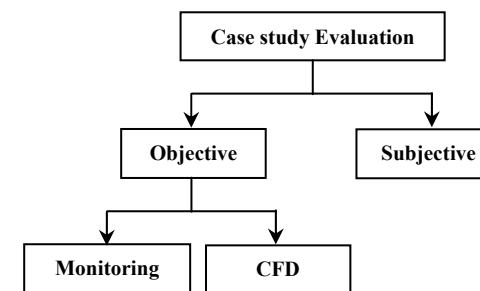 Case study Evaluation
Objective
Subjective
Monitoring
CFD